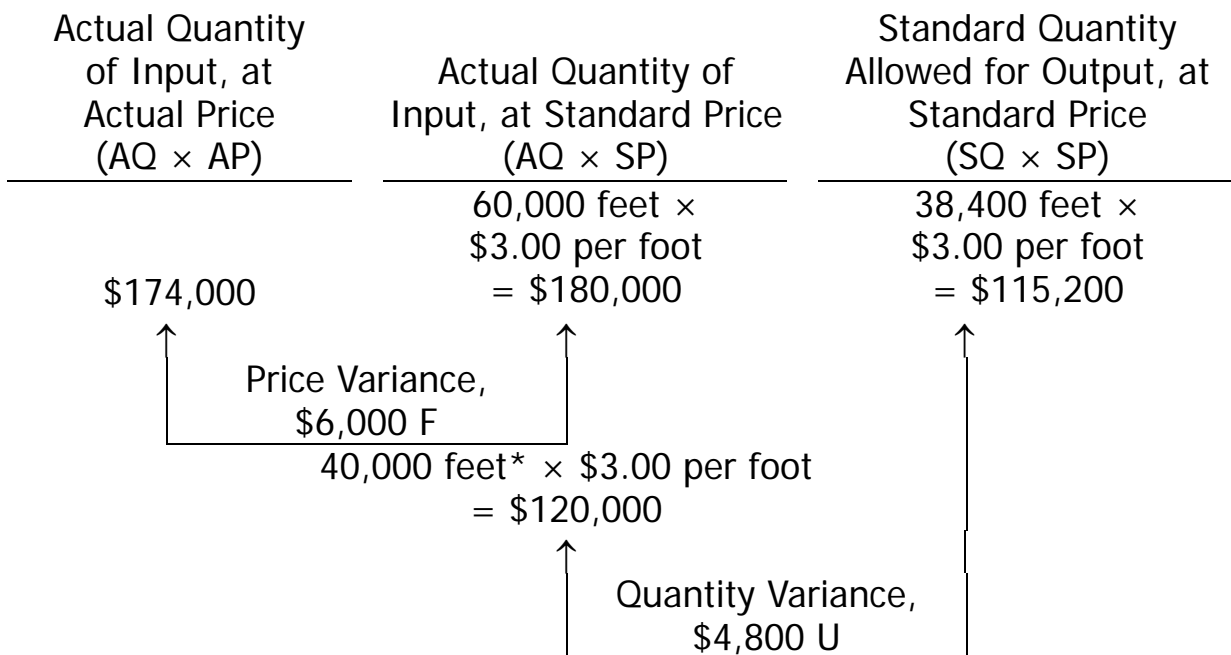 Actual Quantity
of Input, at
Actual Price
(AQ × AP)
Actual Quantity of
Input, at Standard Price
(AQ × SP)
Standard Quantity
Allowed for Output, at
Standard Price
(SQ × SP)
$174,000
60,000 feet ×
$3.00 per foot
= $180,000
38,400 feet ×
$3.00 per foot
= $115,200
Price Variance,
$6,000 F
40,000 feet* × $3.00 per foot
= $120,000
Quantity Variance,
$4,800 U